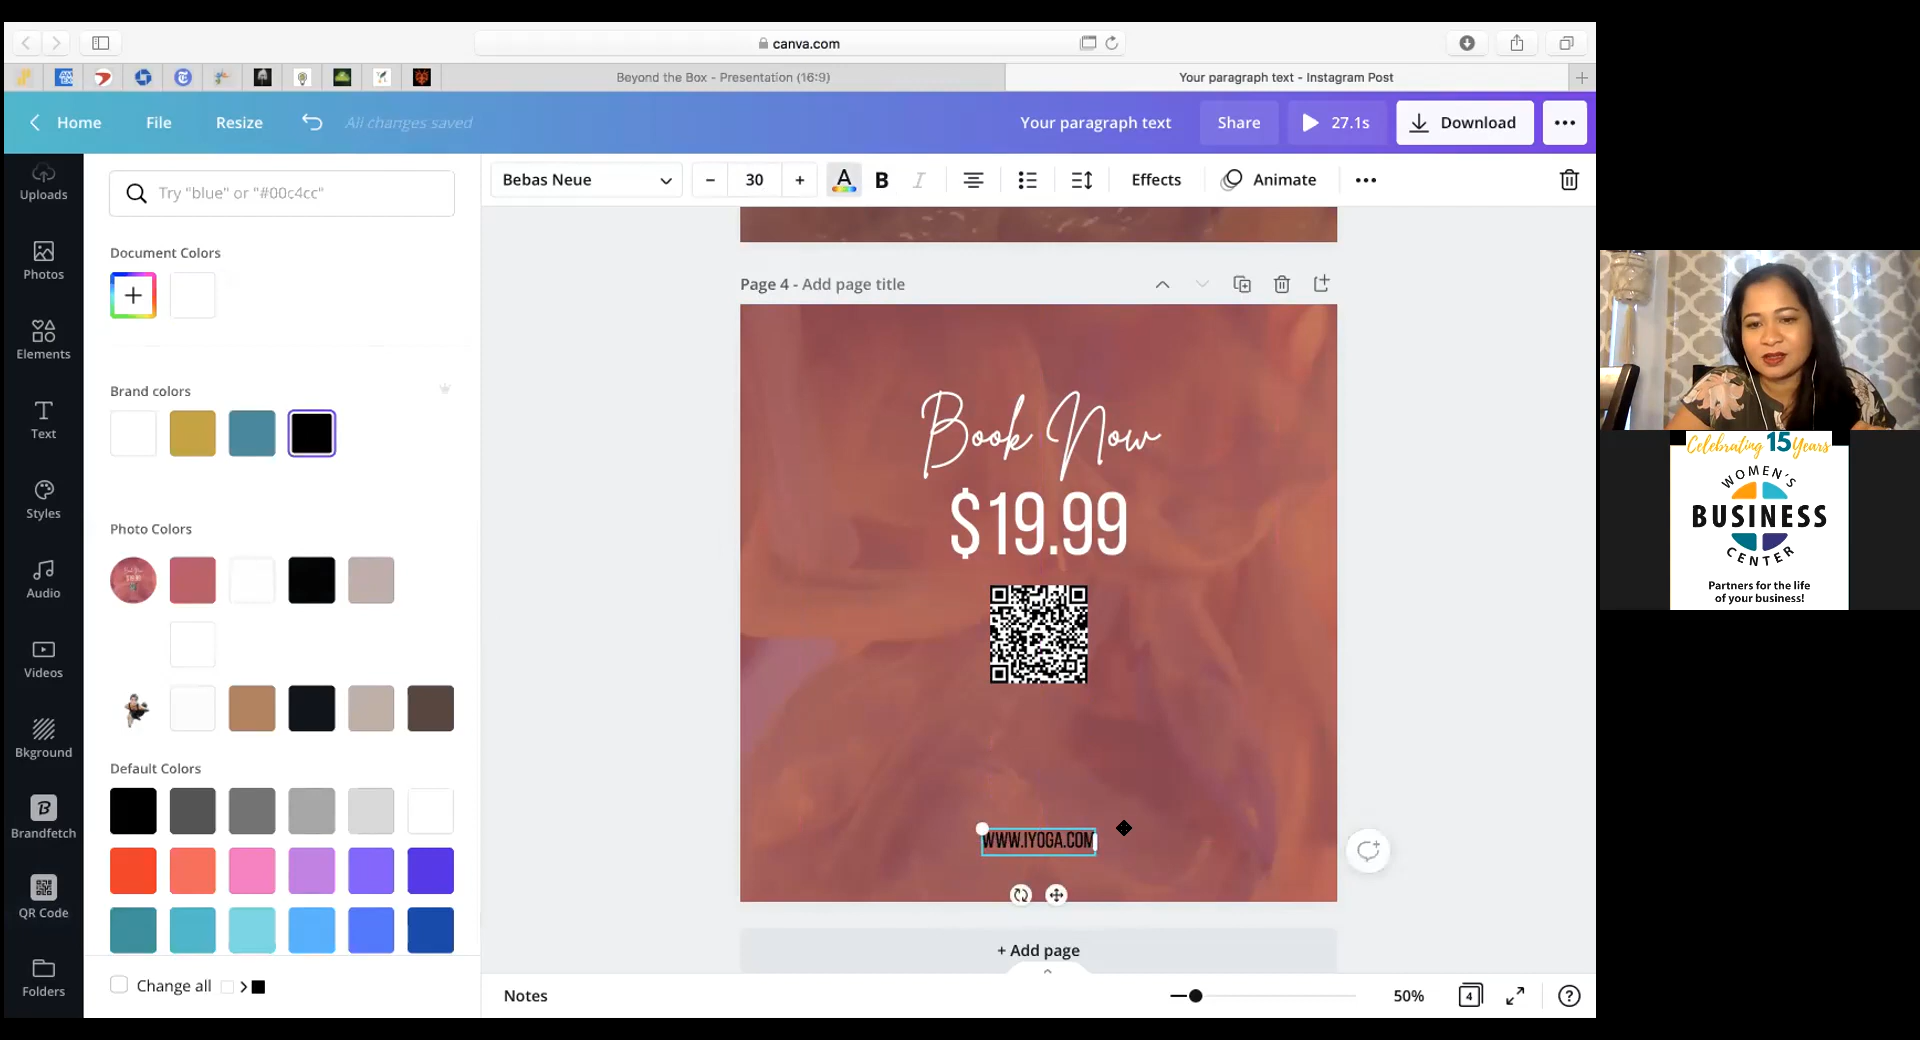 canva.com
Beyond the Box - Presentation (16:9)
Your paragraph text - Instagram Post
Home
File
Resize
All changes saved
Your paragraph text
Share
27.1s
Download
Uploads
Photos
Elements
Text
Styles
Audio
Videos
Bkground
Brandfetch
QR Code
Folders
Try "blue" or "#00c4cc"
Document Colors
Brand colors
Photo Colors
Default Colors
Change all
Bebas Neue
30
A
B
I
Effects
Animate
Page 4 - Add page title
Book Now
$19.99
WWW.IYOGA.COM
+ Add page
Notes
50%
4
?
Celebrating 15 Years
WOMEN'S
BUSINESS
CENTER
Partners for the life
of your business!